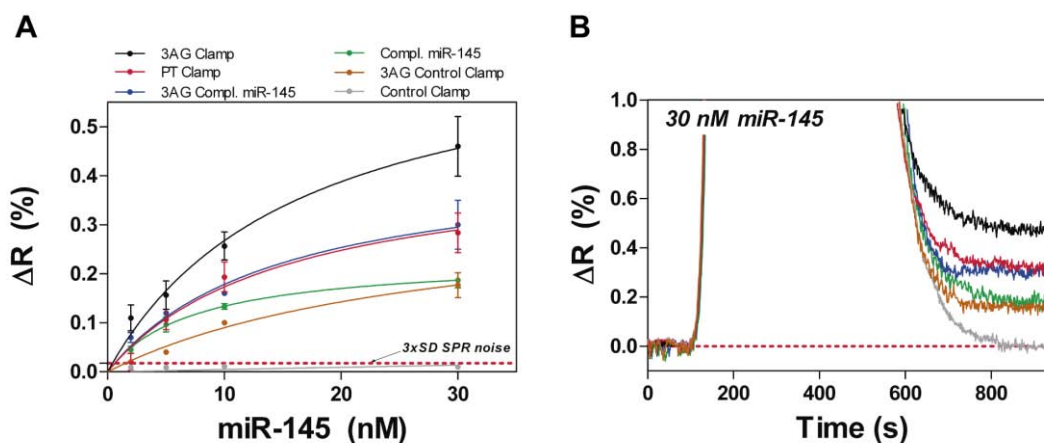 A
3AG Clamp
PT Clamp
3AG Compl. miR-145
Compl. miR-145
3AG Control Clamp
Control Clamp
ΔR (%)
0.5
0.4
0.3
0.2
0.1
0.0
3xSD SPR noise
0 10 20 30
miR-145 (nM)
B
30 nM miR-145
ΔR (%)
1.0
0.8
0.6
0.4
0.2
0.0
0 200 400 600 800
Time (s)